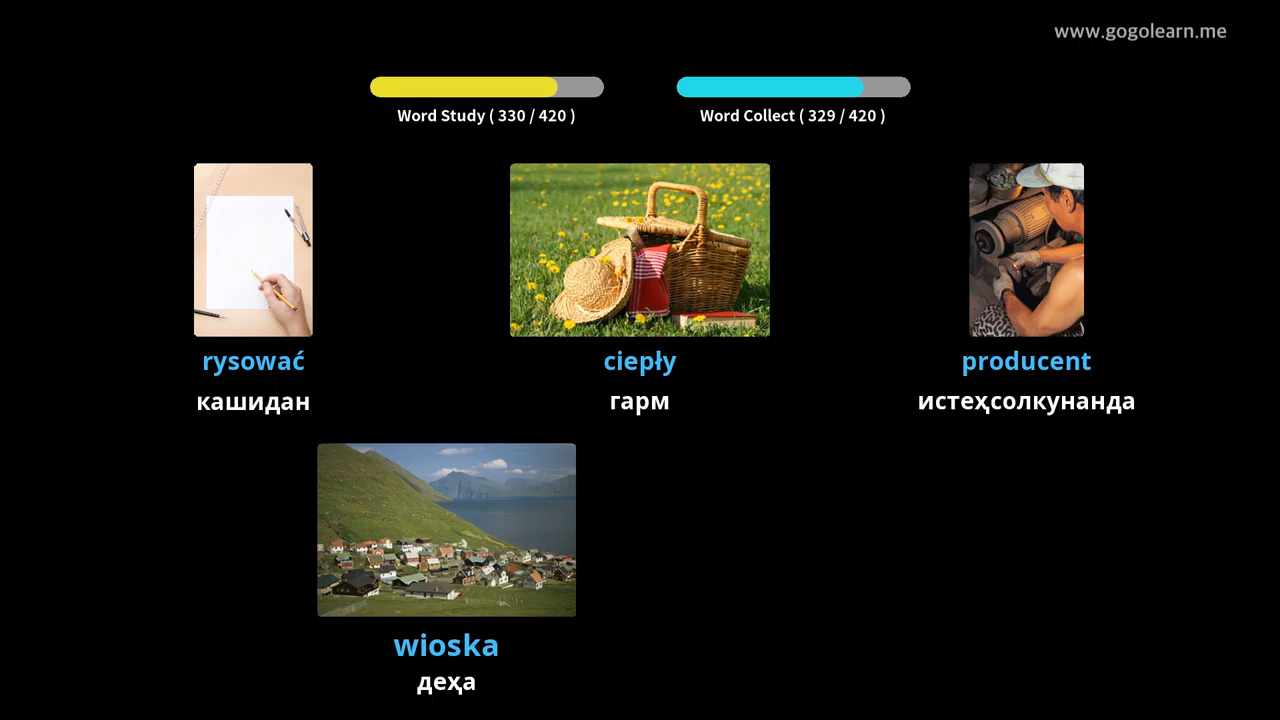 www.gogolearn.me
Word Study ( 330 / 420 )
Word Collect ( 329 / 420 )
rysować
ciepły
producent
кашидан
гарм
истеҳсолкунанда
wioska
деҳа